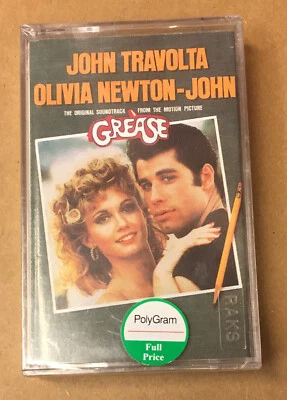 JOHN TRAVOLTA
OLIVIA NEWTON-JOHN
THE ORIGINAL SOUNDTRACK FROM THE MOTION PICTURE
GREASE
RAKS
PolyGram
Full
Price